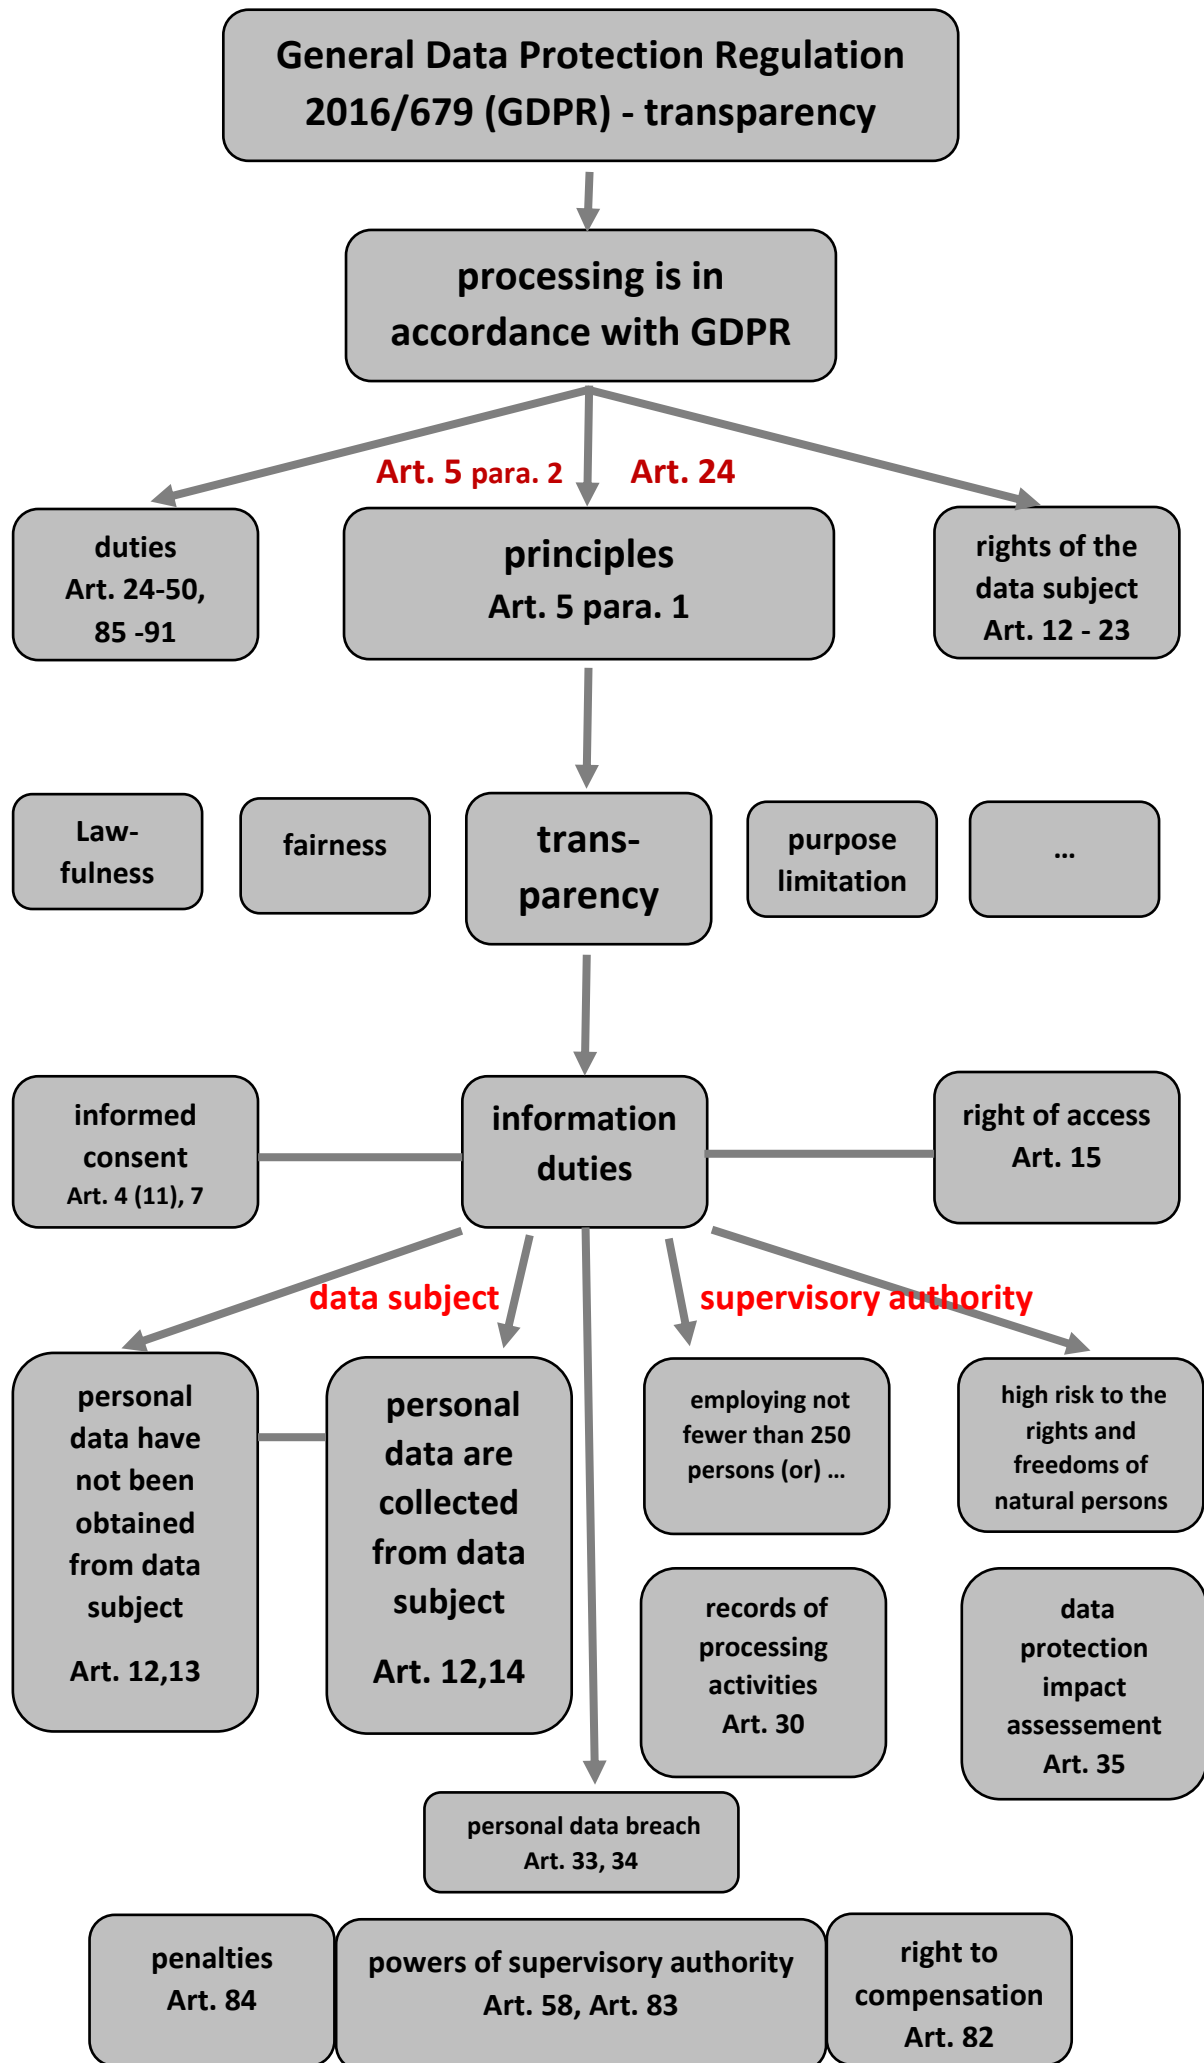 General Data Protection Regulation
2016/679 (GDPR) - transparency
processing is in
accordance with GDPR
Art. 5 para. 2
Art. 24
duties
Art. 24-50,
85 -91
principles
Art. 5 para. 1
rights of the
data subject
Art. 12 - 23
Law-
fulness
fairness
trans-
parency
purpose
limitation
...
informed
consent
Art. 4 (11), 7
information
duties
right of access
Art. 15
data subject
supervisory authority
personal
data have
not been
obtained
from data
subject
Art. 12,13
personal
data are
collected
from data
subject
Art. 12,14
employing not
fewer than 250
persons (or) ...
high risk to the
rights and
freedoms of
natural persons
records of
processing
activities
Art. 30
data
protection
impact
assessement
Art. 35
personal data breach
Art. 33, 34
penalties
Art. 84
powers of supervisory authority
Art. 58, Art. 83
right to
compensation
Art. 82